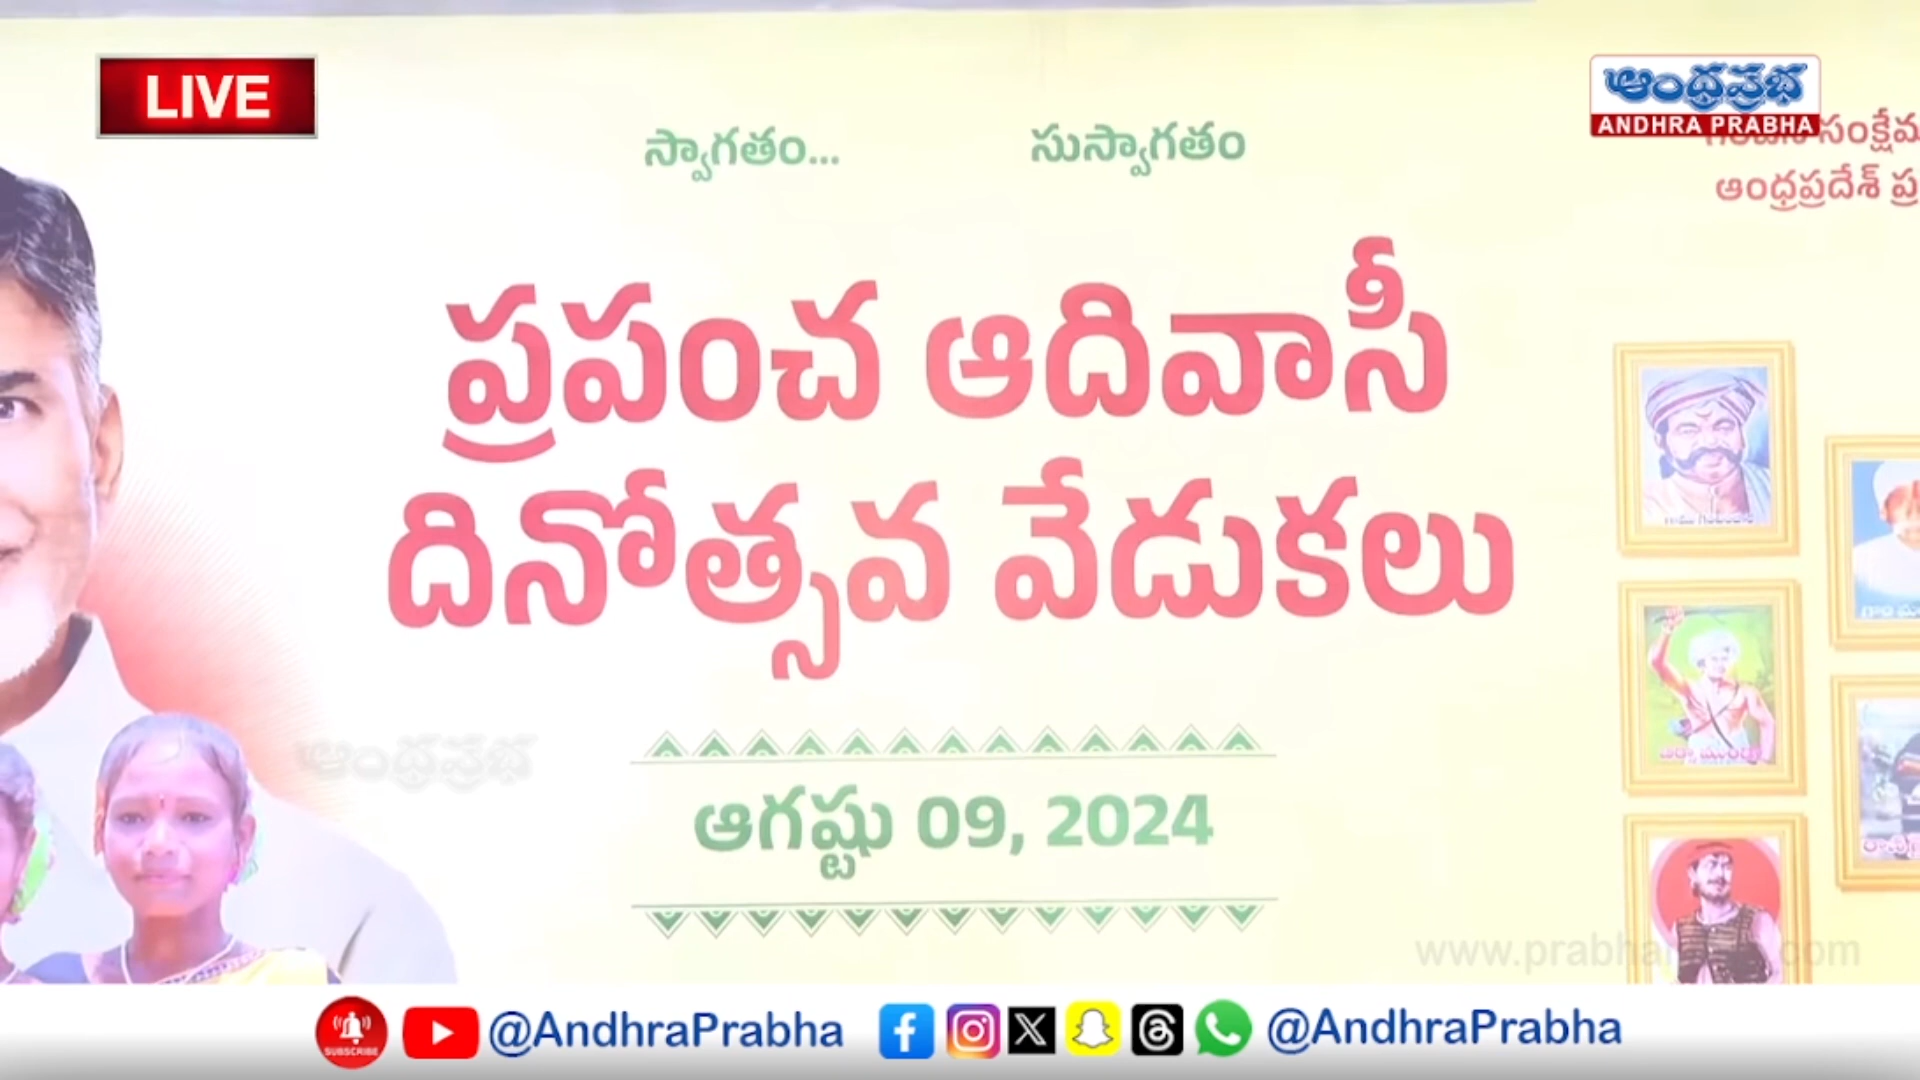 LIVE
ఆంధ్రప్రభ
ANDHRA PRABHA
స్వాగతం... సుస్వాగతం
సంక్షేమ
ఆంధ్రప్రదేశ్ ప్ర
ప్రపంచ ఆదివాసీ
దినోత్సవ వేడుకలు
ఆంధ్రప్రభ
ఆగష్టు 09, 2024
SUBSCRIBE
@AndhraPrabha
@AndhraPrabha